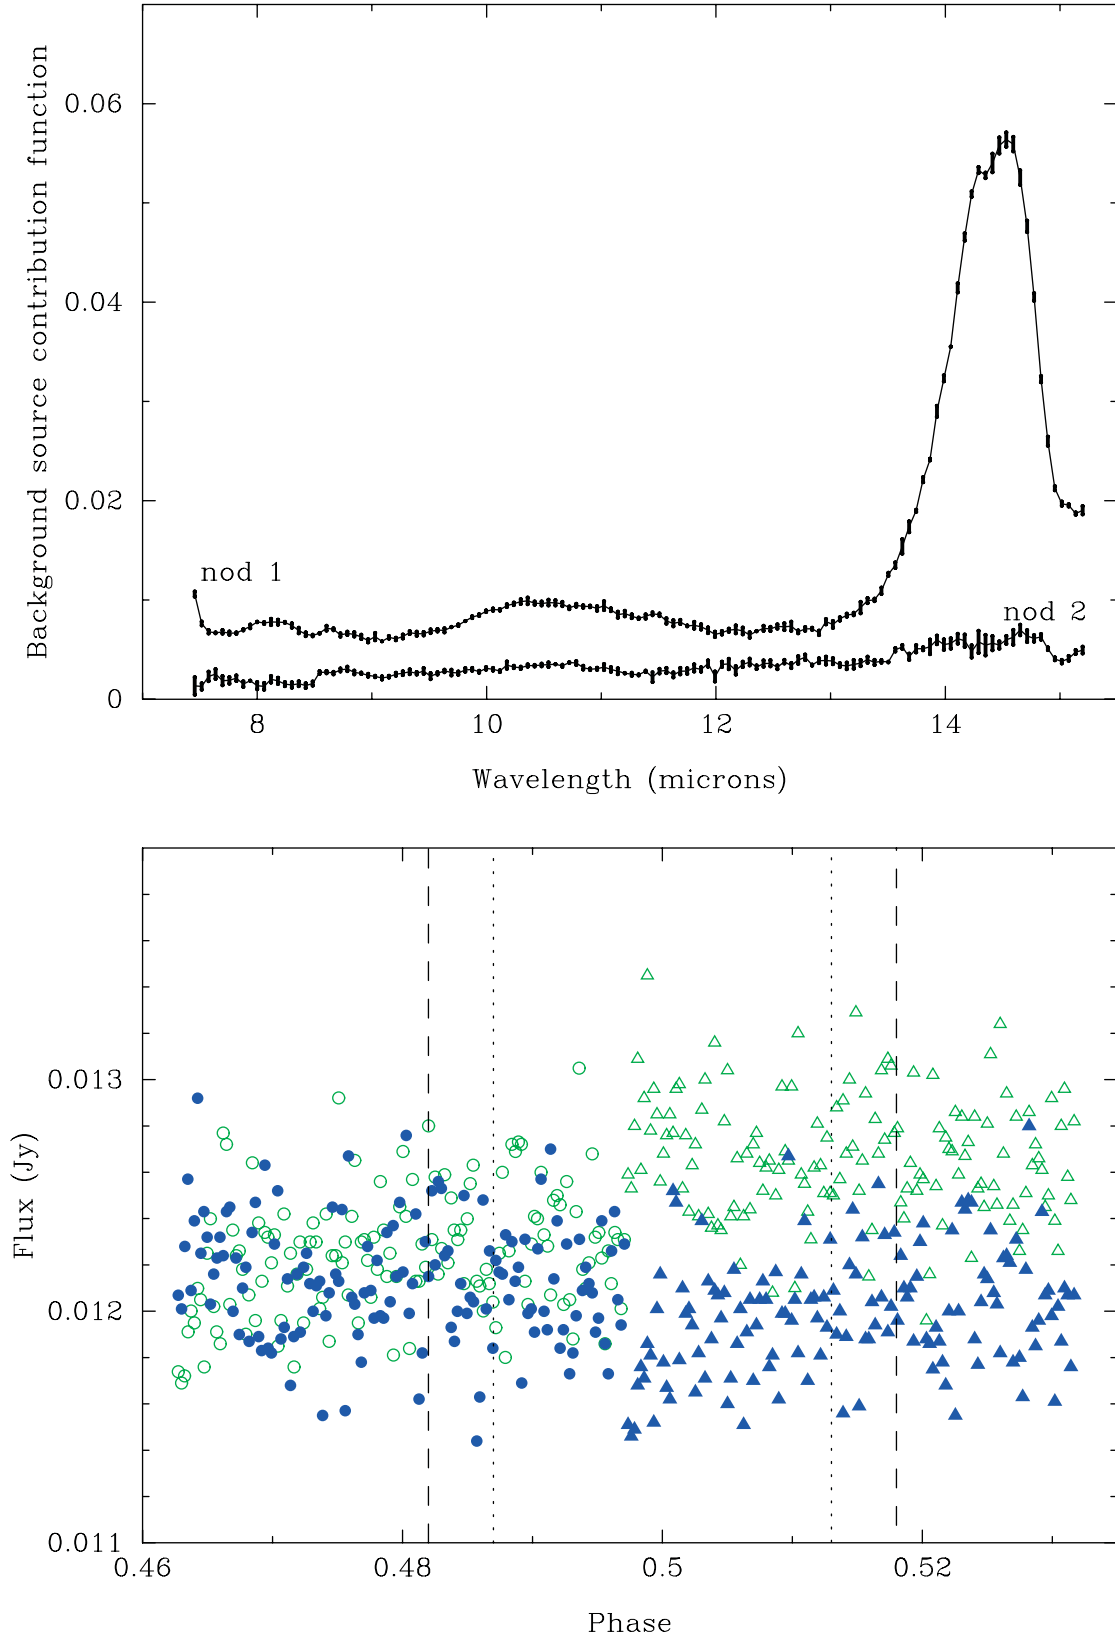 Background source contribution function
0.06
0.04
0.02
0
nod 1
nod 2
8 10 12 14
Wavelength (microns)
Flux (Jy)
0.013
0.012
0.011
0.46 0.48 0.5 0.52
Phase